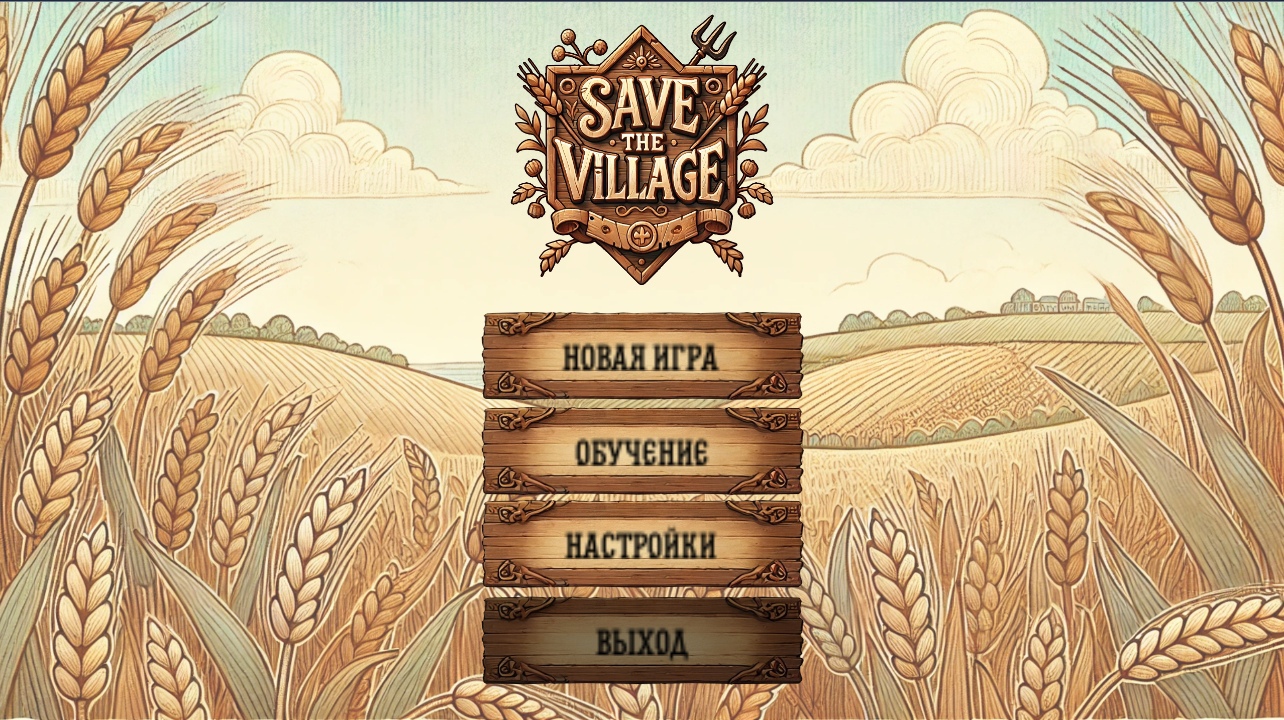 SAVE
THE
VILLAGE
НОВАЯ ИГРА
ОБУЧЕНИЕ
НАСТРОЙКИ
ВЫХОД